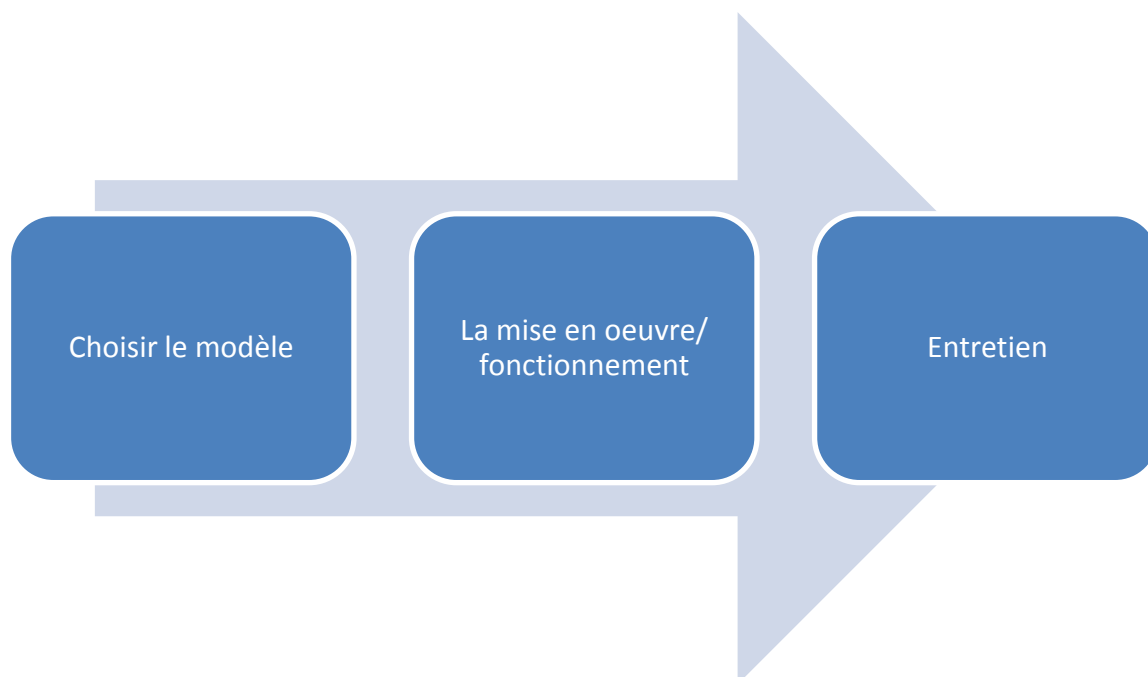 Choisir le modèle
La mise en oeuvre/
fonctionnement
Entretien